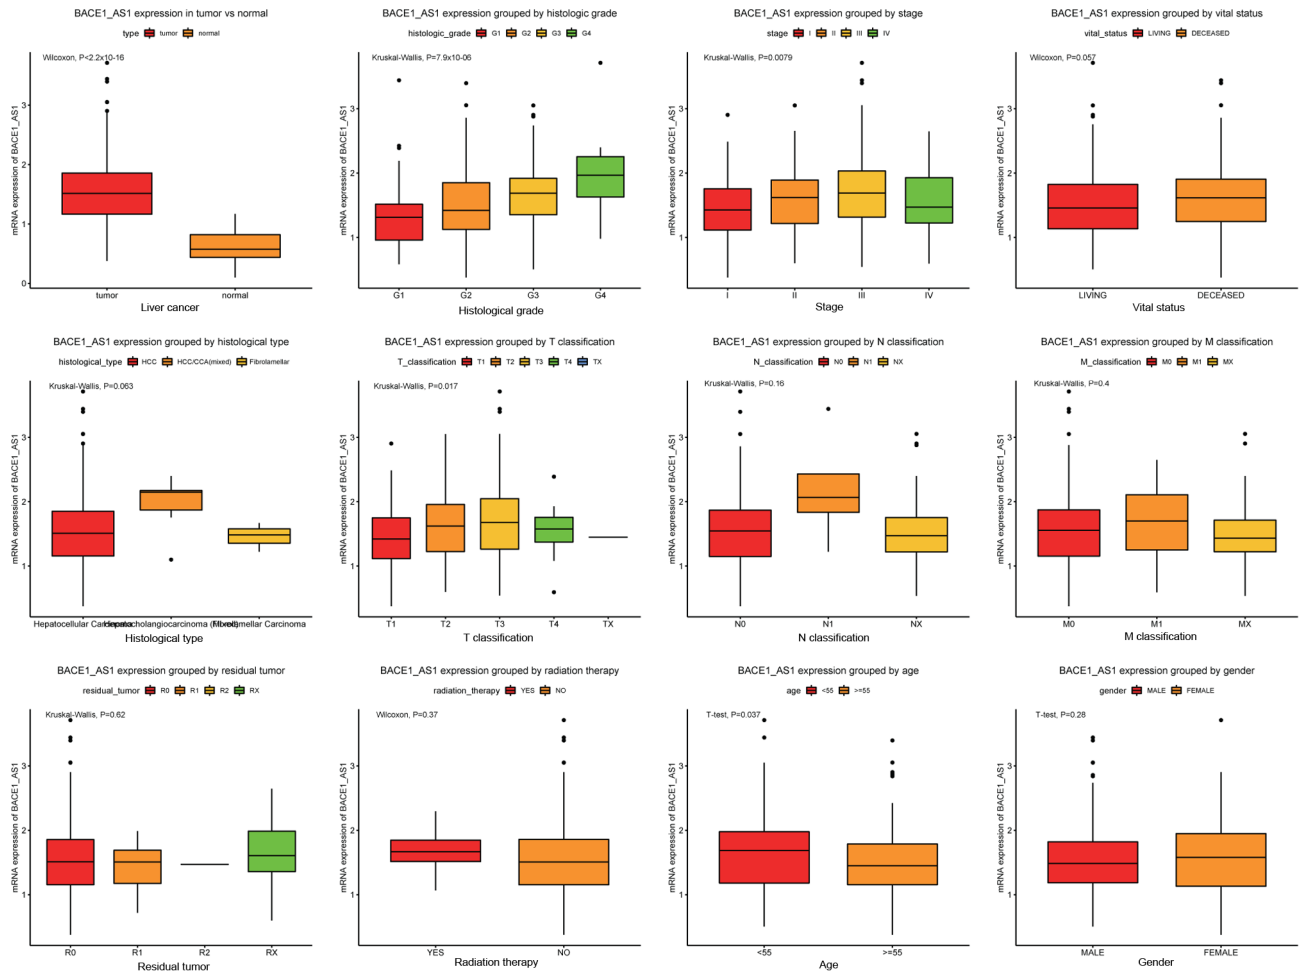 BACE1_AS1 expression in tumor vs normal
type tumor normal
Wilcoxon, P<2.2x10-16
mRNA expression of BACE1_AS1
3
2
1
0
tumor normal
Liver cancer
BACE1_AS1 expression grouped by histologic grade
histologic_grade G1 G2 G3 G4
Kruskal-Wallis, P=7.9x10-06
mRNA expression of BACE1_AS1
3
2
1
G1 G2 G3 G4
Histological grade
BACE1_AS1 expression grouped by stage
stage I II III IV
Kruskal-Wallis, P=0.0079
mRNA expression of BACE1_AS1
3
2
1
I II III IV
Stage
BACE1_AS1 expression grouped by vital status
vital_status LIVING DECEASED
Wilcoxon, P=0.057
mRNA expression of BACE1_AS1
3
2
1
LIVING DECEASED
Vital status
BACE1_AS1 expression grouped by histological type
histological_type HCC HCC/CCA(mixed) Fibrolamellar
Kruskal-Wallis, P=0.063
mRNA expression of BACE1_AS1
3
2
1
Hepatocellular Carcinoma Hepatocholangiocarcinoma (Mixed) Fibrolamellar Carcinoma
Histological type
BACE1_AS1 expression grouped by T classification
T_classification T1 T2 T3 T4 TX
Kruskal-Wallis, P=0.017
mRNA expression of BACE1_AS1
3
2
1
T1 T2 T3 T4 TX
T classification
BACE1_AS1 expression grouped by N classification
N_classification N0 N1 NX
Kruskal-Wallis, P=0.16
mRNA expression of BACE1_AS1
3
2
1
N0 N1 NX
N classification
BACE1_AS1 expression grouped by M classification
M_classification M0 M1 MX
Kruskal-Wallis, P=0.4
mRNA expression of BACE1_AS1
3
2
1
M0 M1 MX
M classification
BACE1_AS1 expression grouped by residual tumor
residual_tumor R0 R1 R2 RX
Kruskal-Wallis, P=0.62
mRNA expression of BACE1_AS1
3
2
1
R0 R1 R2 RX
Residual tumor
BACE1_AS1 expression grouped by radiation therapy
radiation_therapy YES NO
Wilcoxon, P=0.37
mRNA expression of BACE1_AS1
3
2
1
YES NO
Radiation therapy
BACE1_AS1 expression grouped by age
age <55 >=55
T-test, P=0.037
mRNA expression of BACE1_AS1
3
2
1
<55 >=55
Age
BACE1_AS1 expression grouped by gender
gender MALE FEMALE
T-test, P=0.28
mRNA expression of BACE1_AS1
3
2
1
MALE FEMALE
Gender